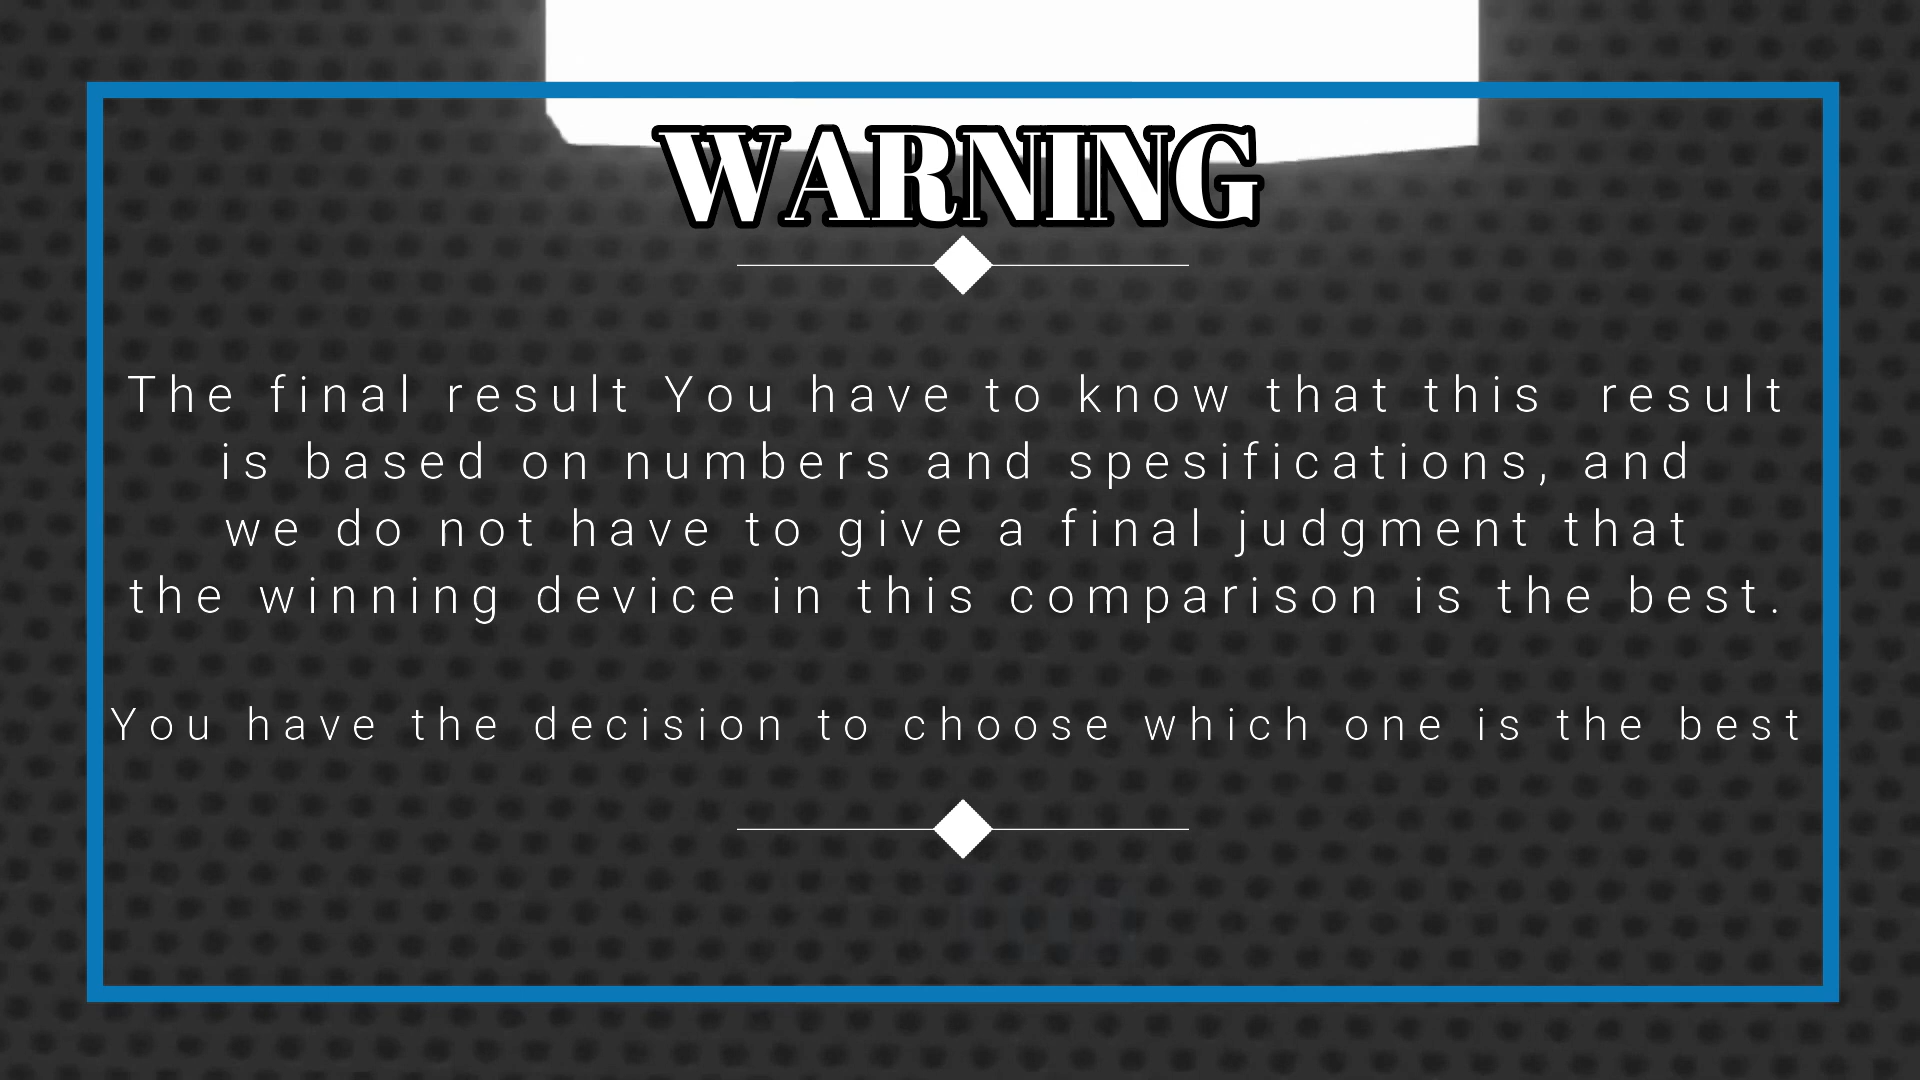 WARNING
The final result You have to know that this result
is based on numbers and spesifications, and
we do not have to give a final judgment that
the winning device in this comparison is the best.
You have the decision to choose which one is the best